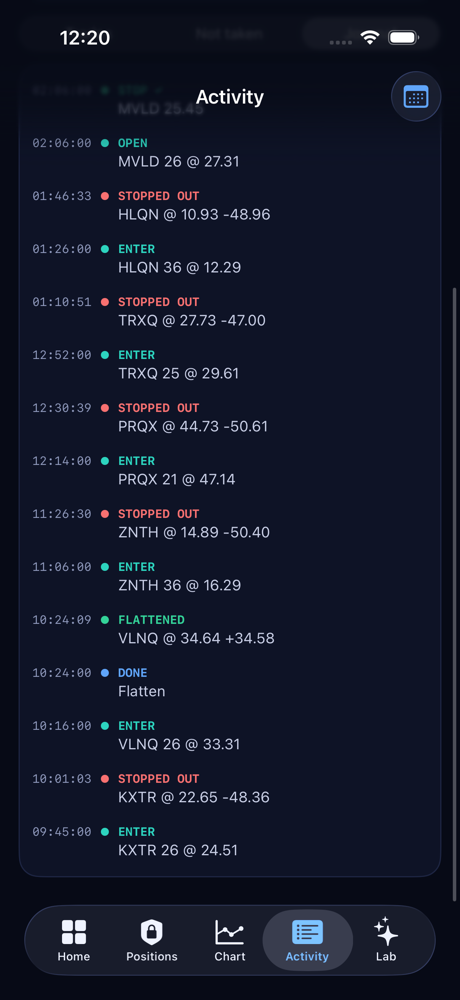 12:20
Not taken
Activity
STOP ✓
MVLD 25.45
02:06:00 OPEN
MVLD 26 @ 27.31
01:46:33 STOPPED OUT
HLQN @ 10.93 -48.96
01:26:00 ENTER
HLQN 36 @ 12.29
01:10:51 STOPPED OUT
TRXQ @ 27.73 -47.00
12:52:00 ENTER
TRXQ 25 @ 29.61
12:30:39 STOPPED OUT
PRQX @ 44.73 -50.61
12:14:00 ENTER
PRQX 21 @ 47.14
11:26:30 STOPPED OUT
ZNTH @ 14.89 -50.40
11:06:00 ENTER
ZNTH 36 @ 16.29
10:24:09 FLATTENED
VLNQ @ 34.64 +34.58
10:24:00 DONE
Flatten
10:16:00 ENTER
VLNQ 26 @ 33.31
10:01:03 STOPPED OUT
KXTR @ 22.65 -48.36
09:45:00 ENTER
KXTR 26 @ 24.51
Home Positions Chart Activity Lab